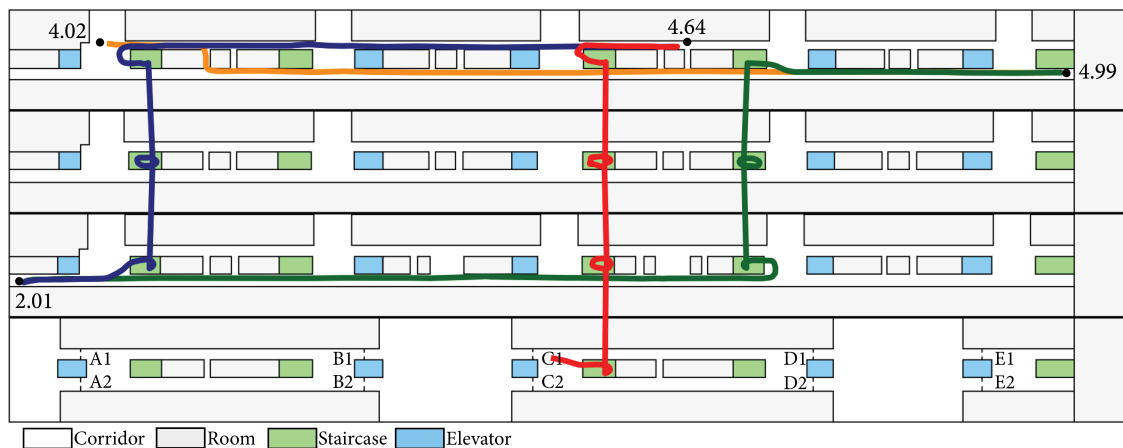 4.02
4.64
4.99
2.01
A1 B1 C1 D1 E1
A2 B2 C2 D2 E2
Corridor Room Staircase Elevator